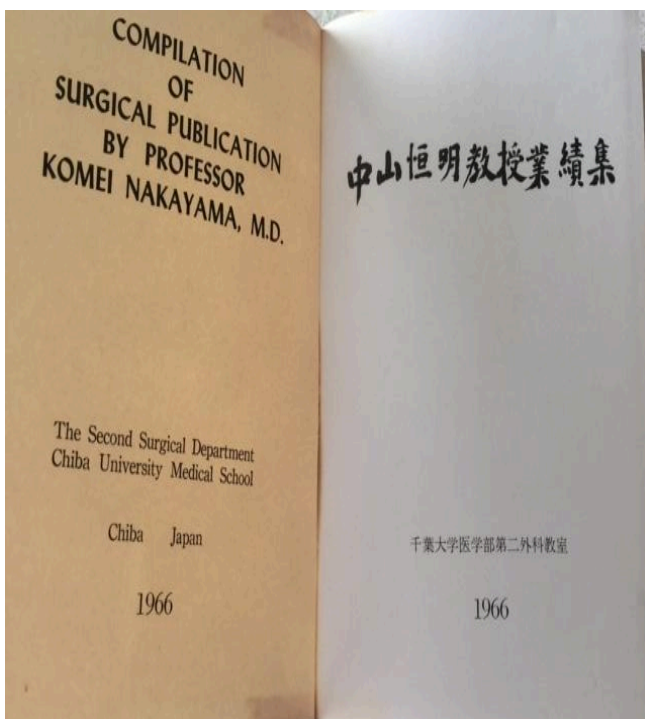 COMPILATION
OF
SURGICAL PUBLICATION
BY PROFESSOR
KOMEI NAKAYAMA, M.D.
The Second Surgical Department
Chiba University Medical School
Chiba Japan
1966
中山恒明教授業績集
千葉大学医学部第二外科教室
1966